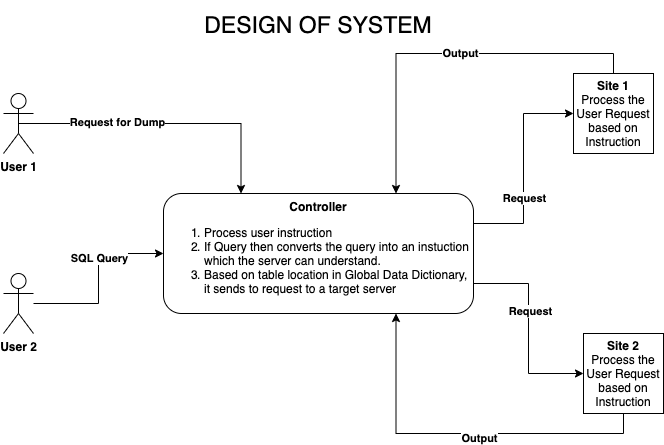 DESIGN OF SYSTEM
Output
Site 1
Process the
User Request
based on
Instruction
Request for Dump
User 1
Request
Controller
1. Process user instruction
2. If Query then converts the query into an instuction
which the server can understand.
3. Based on table location in Global Data Dictionary,
it sends to request to a target server
SQL Query
User 2
Request
Site 2
Process the
User Request
based on
Instruction
Output